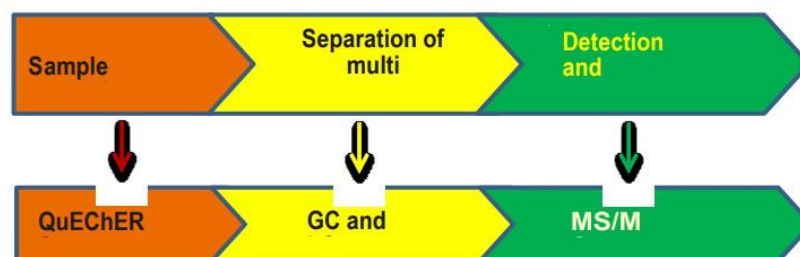 Sample
Separation of
multi
Detection
and
QuEChER
GC and
MS/M